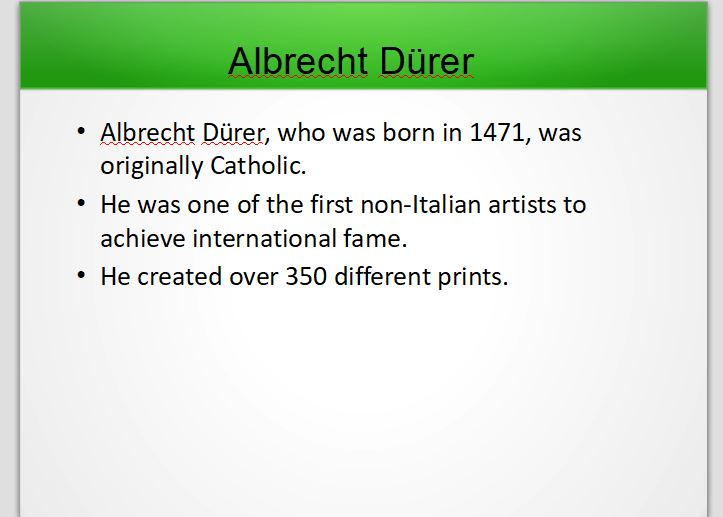 Albrecht Dürer
• Albrecht Dürer, who was born in 1471, was
originally Catholic.
• He was one of the first non-Italian artists to
achieve international fame.
• He created over 350 different prints.